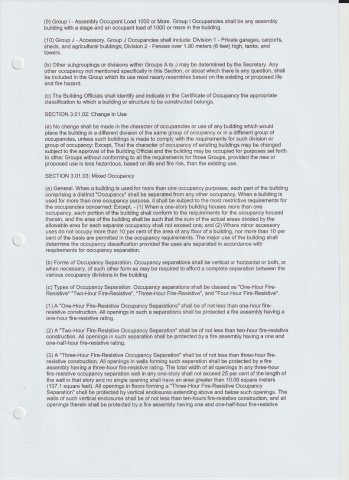 (9) Group I - Assembly Occupant Load 1000 or More. Group I Occupancies shall be any assembly
building with a stage and an occupant load of 1000 or more in the building.
(10) Group J - Accessory. Group J Occupancies shall include: Division 1 - Private garages, carports,
sheds, and agricultural buildings; Division 2 - Fences over 1.80 meters (6 feet) high, tanks, and
towers.
(b) Other subgroupings or divisions within Groups A to J may be determined by the Secretary. Any
other occupancy not mentioned specifically in this Section, or about which there is any question, shall
be included in the Group which its use most nearly resembles based on the existing or proposed life
and fire hazard.
(c) The Building Officials shall identify and indicate in the Certificate of Occupancy the appropriate
classification to which a building or structure to be constructed belongs.
SECTION 3.01.02: Change in Use
(a) No change shall be made in the character of occupancies or use of any building which would
place the building in a different division of the same group of occupancy or in a different group of
occupancies, unless such buildings is made to comply with the requirements for such division or
group of occupancy: Except, That the character of occupancy of existing buildings may be changed
subject to the approval of the Building Official and the building may be occupied for purposes set forth
in other Groups without conforming to all the requirements for those Groups, provided the new or
proposed use is less hazardous, based on life and fire risk, than the existing use.
SECTION 3.01.03: Mixed Occupancy
(a) General. When a building is used for more than one occupancy purposes, each part of the building
comprising a distinct "Occupancy" shall be separated from any other occupancy. When a building is
used for more than one occupancy purpose, it shall be subject to the most restrictive requirements for
the occupancies concerned: Except, - (1) When a one-storey building houses more than one
occupancy, each portion of the building shall conform to the requirements for the occupancy housed
therein, and the area of the building shall be such that the sum of the actual areas divided by the
allowable area for each separate occupancy shall not exceed one; and (2) Where minor accessory
uses do not occupy more than 10 per cent of the area of any floor of a building, nor more than 10 per
cent of the basis are permitted in the occupancy requirements. The major use of the building shall
determine the occupancy classification provided the uses are separated in accordance with
requirements for occupancy separation.
(b) Forms of Occupancy Separation. Occupancy separations shall be vertical or horizontal or both, or
when necessary, of such other form as may be required to afford a complete separation between the
various occupancy divisions in the building.
(c) Types of Occupancy Separation. Occupancy separations shall be classed as "One-Hour Fire-
Resistive" "Two-Hour Fire-Resistive", "Three-Hour Fire-Resistive", and "Four-Hour Fire-Resistive".
(1) A "One-Hour Fire-Resistive Occupancy Separations" shall be of not less than one-hour fire-
resistive construction. All openings in such a separations shall be protected a fire assembly having a
one-hour fire-resistive rating.
(2) A "Two-Hour Fire-Resistive Occupancy Separation" shall be of not less than two-hour fire-resistive
construction. All openings in such separation shall be protected by a fire assembly having a one and
one-half-hour fire-resistive rating.
(3) A "Three-Hour Fire-Resistive Occupancy Separation" shall be of not less than three-hour fire-
resistive construction. All openings in walls forming such separation shall be protected by a fire
assembly having a three-hour fire-resistive rating. The total width of all openings in any three-hour
fire-resistive occupancy separation wall in any one-story shall not exceed 25 per cent of the length of
the wall in that story and no single opening shall have an area greater than 10.00 square meters
(107.1 square feet). All openings in floors forming a "Three-Hour Fire-Resistive Occupancy
Separation" shall be protected by vertical enclosures extending above and below such openings. The
walls of such vertical enclosures shall be of not less than two-hours fire-resistive construction, and all
openings therein shall be protected by a fire assembly having one and one-half-hour fire-resistive